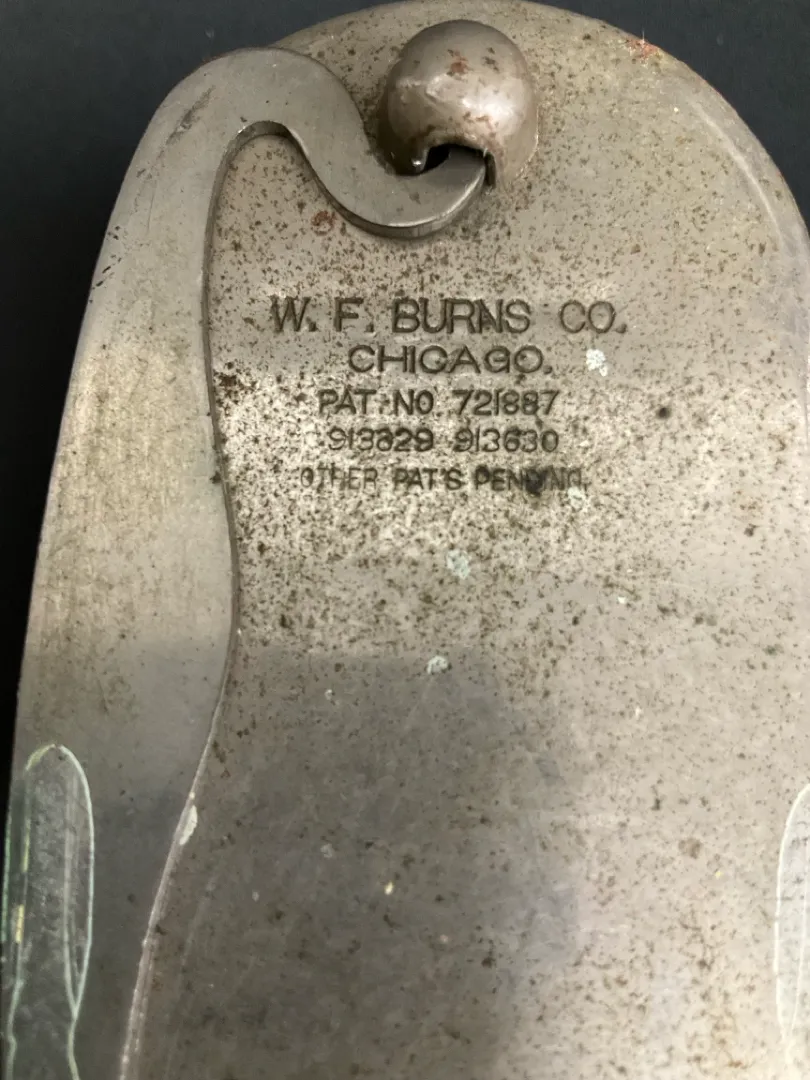 W. F. BURNS CO.
CHICAGO.
PAT. NO. 721887
913629 913630
OTHER PAT'S PENDING.